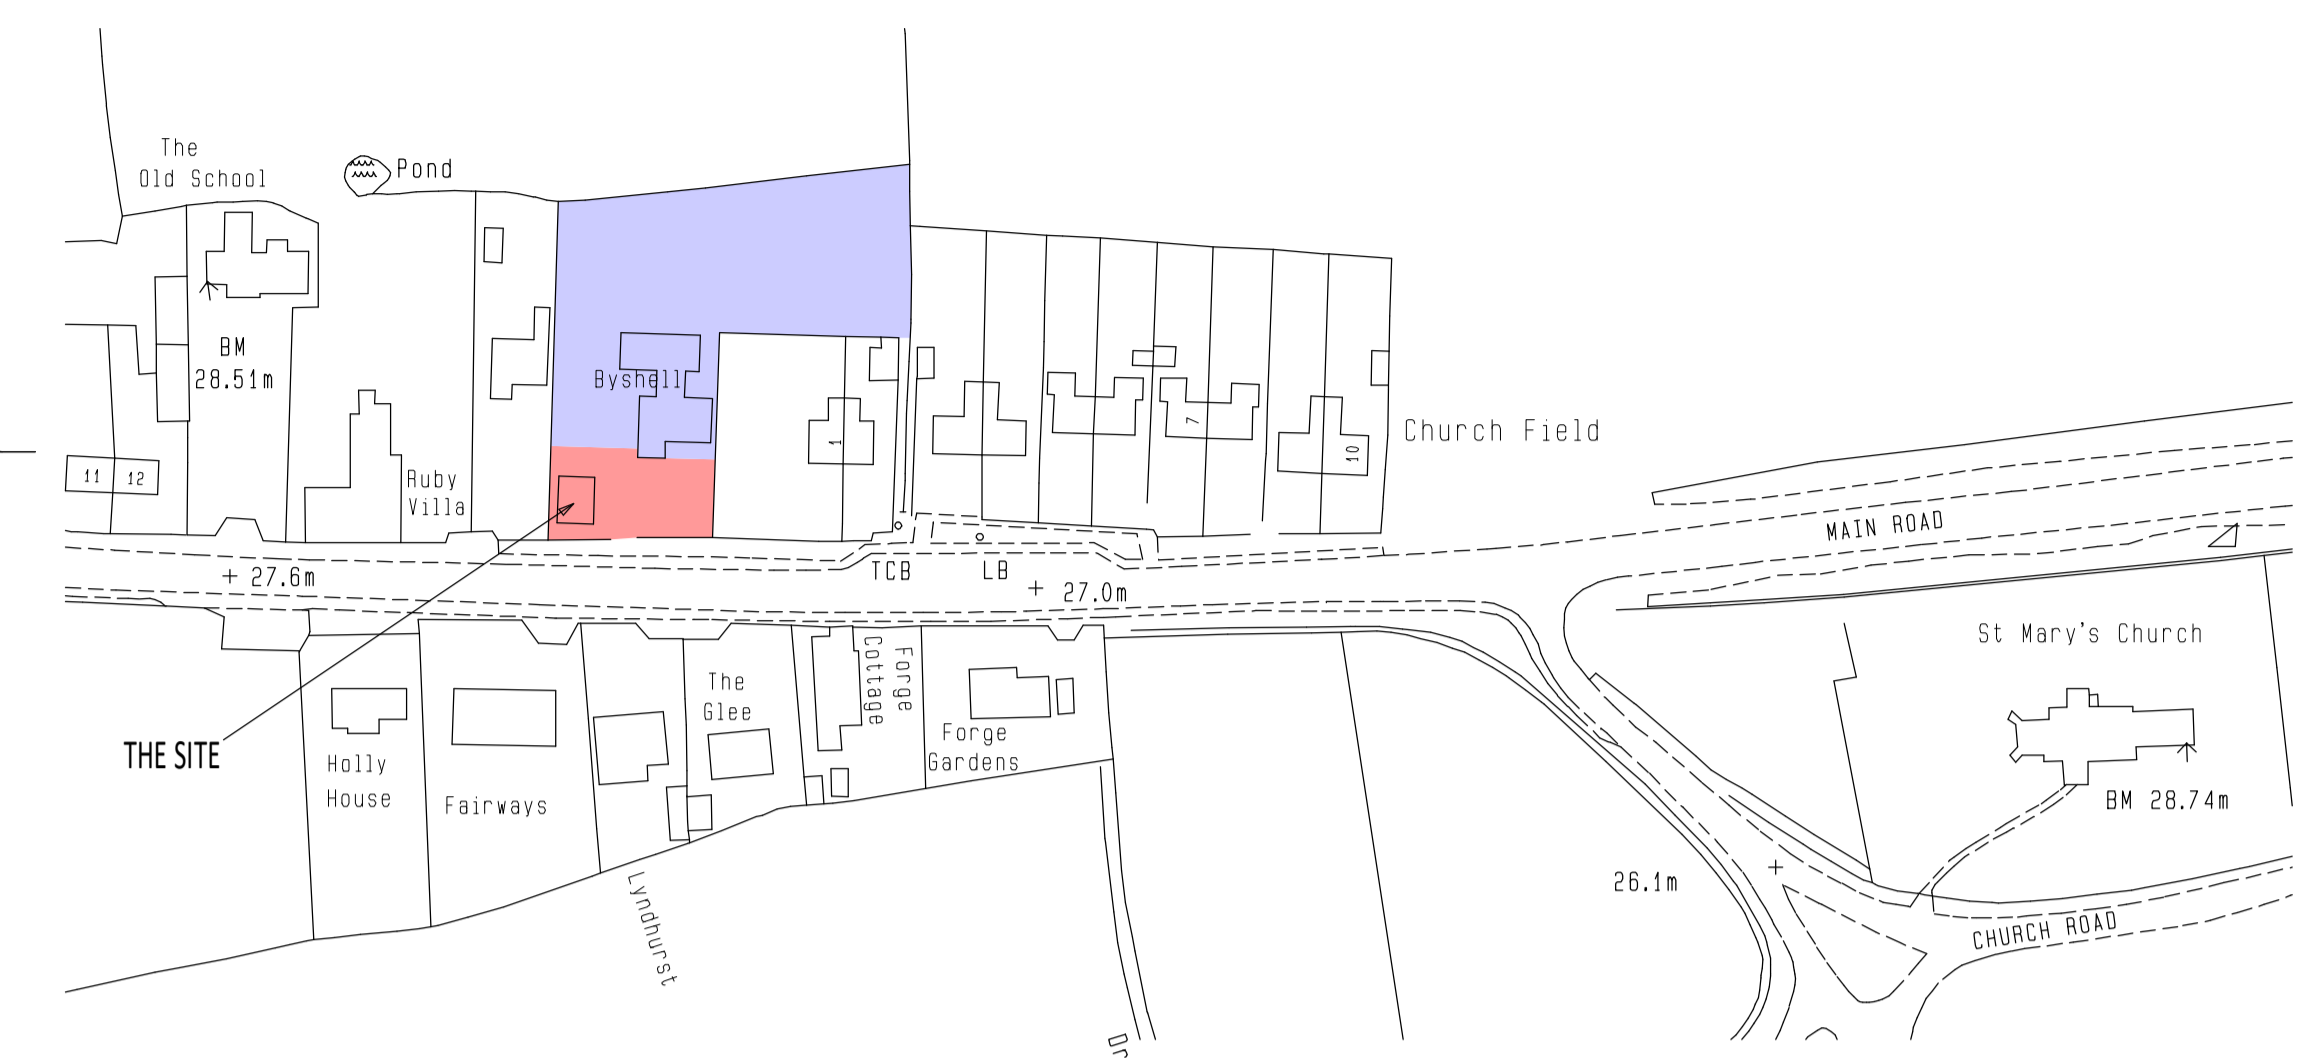 The
Old School
Pond
BM
28.51m
Byshell
11
12
Ruby
Villa
1
7
10
Church Field
MAIN ROAD
+ 27.6m
TCB
LB
+ 27.0m
St Mary's Church
THE SITE
Holly
House
Fairways
The
Glee
Forge
Cottage
Forge
Gardens
Lyndhurst
BM 28.74m
26.1m
+
CHURCH ROAD
Dr